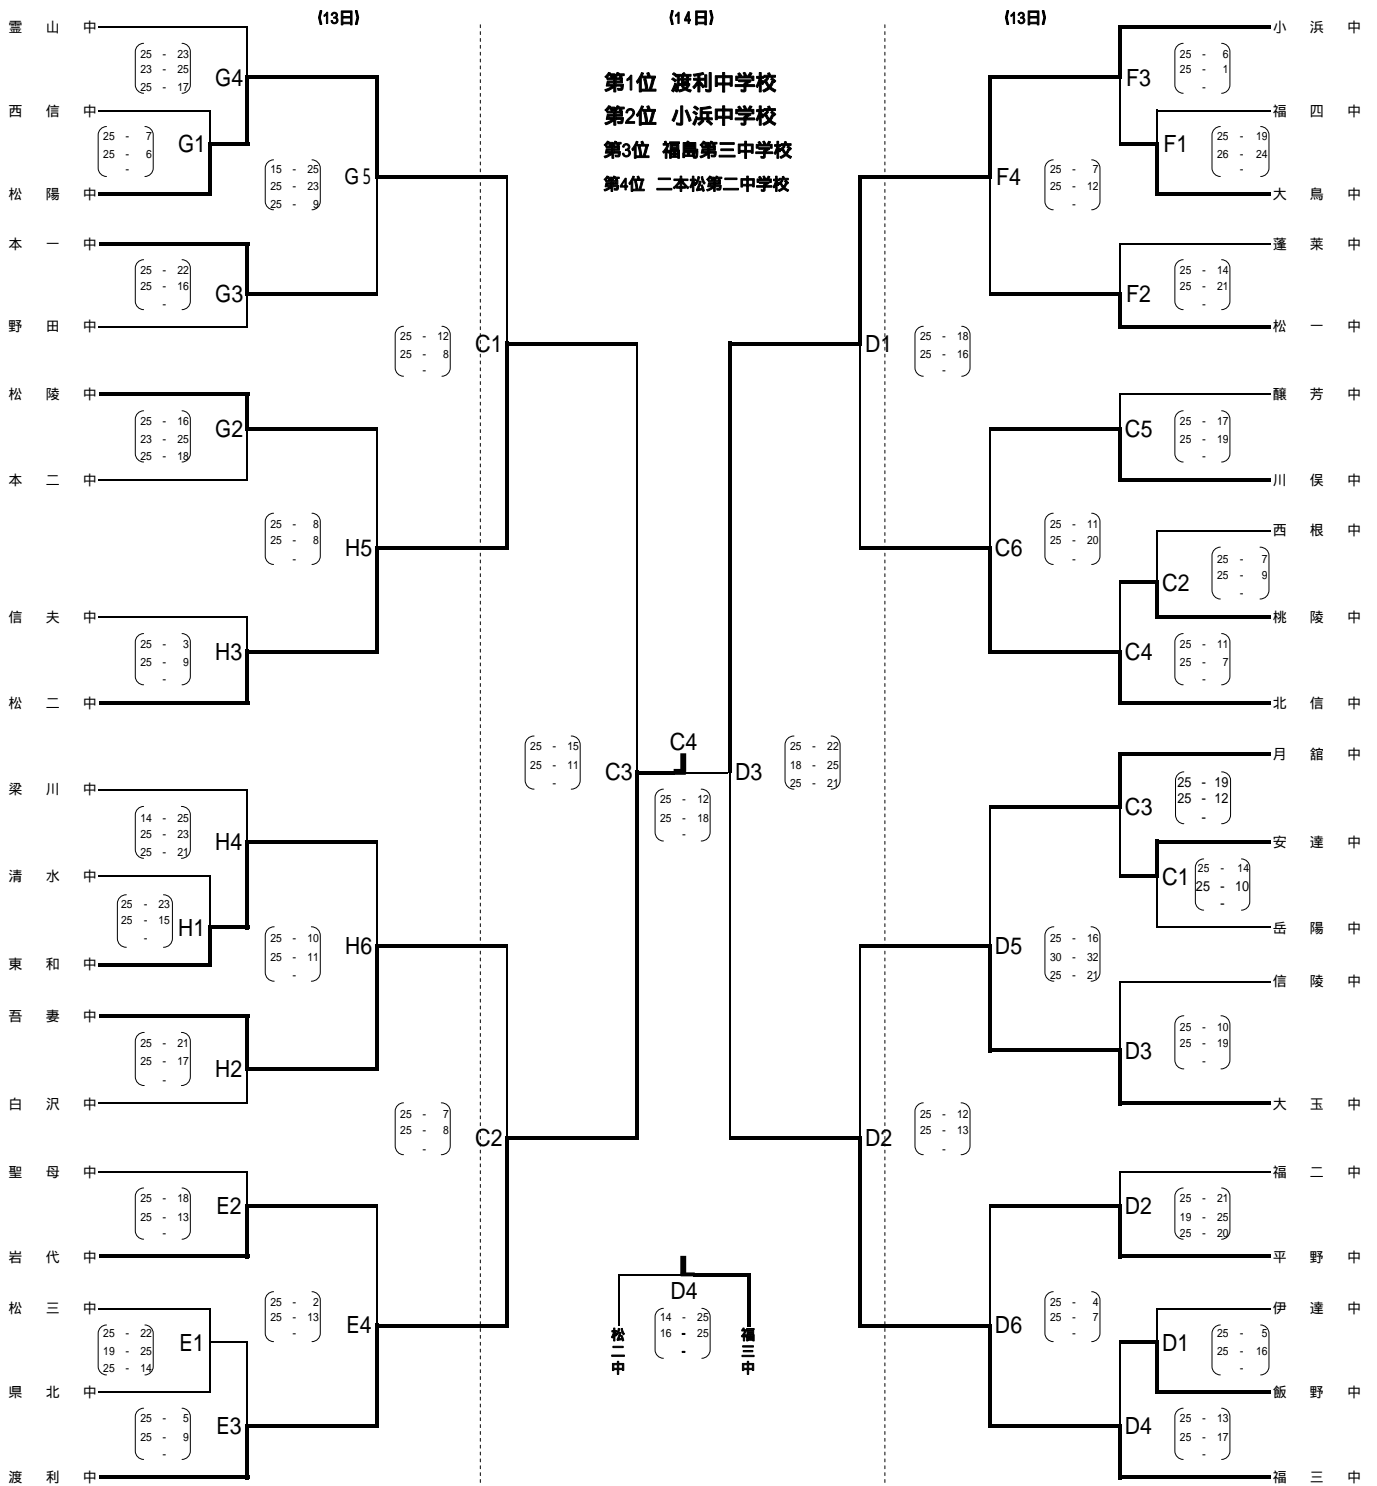 (13日)
(14日)
(13日)
第1位 渡利中学校
第2位 小浜中学校
第3位 福島第三中学校
第4位 二本松第二中学校
霊山中
25 - 23
23 - 25
25 - 17
G4
西信中
25 - 7
25 - 6
-
G1
松陽中
15 - 25
25 - 23
25 - 9
G5
本一中
25 - 22
25 - 16
-
G3
野田中
25 - 12
25 - 8
-
C1
松陵中
25 - 16
23 - 25
25 - 18
G2
本二中
25 - 8
25 - 8
-
H5
信夫中
25 - 3
25 - 9
-
H3
松二中
25 - 15
25 - 11
-
C3
梁川中
14 - 25
25 - 23
25 - 21
H4
清水中
25 - 23
25 - 15
-
H1
東和中
25 - 10
25 - 11
-
H6
吾妻中
25 - 21
25 - 17
-
H2
白沢中
25 - 7
25 - 8
-
C2
聖母中
25 - 18
25 - 13
-
E2
岩代中
25 - 2
25 - 13
-
E4
松三中
25 - 22
19 - 25
25 - 14
E1
県北中
25 - 5
25 - 9
-
E3
渡利中
C4
25 - 12
25 - 18
-
D4
14 - 25
16 - 25
-
松二中
福三中
小浜中
F3
25 - 6
25 - 1
-
福四中
F1
25 - 19
26 - 24
-
大鳥中
F4
25 - 7
25 - 12
-
蓬莱中
F2
25 - 14
25 - 21
-
松一中
D1
25 - 18
25 - 16
-
醸芳中
C5
25 - 17
25 - 19
-
川俣中
C6
25 - 11
25 - 20
-
西根中
C2
25 - 7
25 - 9
-
桃陵中
C4
25 - 11
25 - 7
-
北信中
D3
25 - 22
18 - 25
25 - 21
月舘中
C3
25 - 19
25 - 12
-
安達中
C1
25 - 14
25 - 10
-
岳陽中
D5
25 - 16
30 - 32
25 - 21
信陵中
D3
25 - 10
25 - 19
-
大玉中
D2
25 - 12
25 - 13
-
福二中
D2
25 - 21
19 - 25
25 - 20
平野中
D6
25 - 4
25 - 7
-
伊達中
D1
25 - 5
25 - 16
-
飯野中
D4
25 - 13
25 - 17
-
福三中